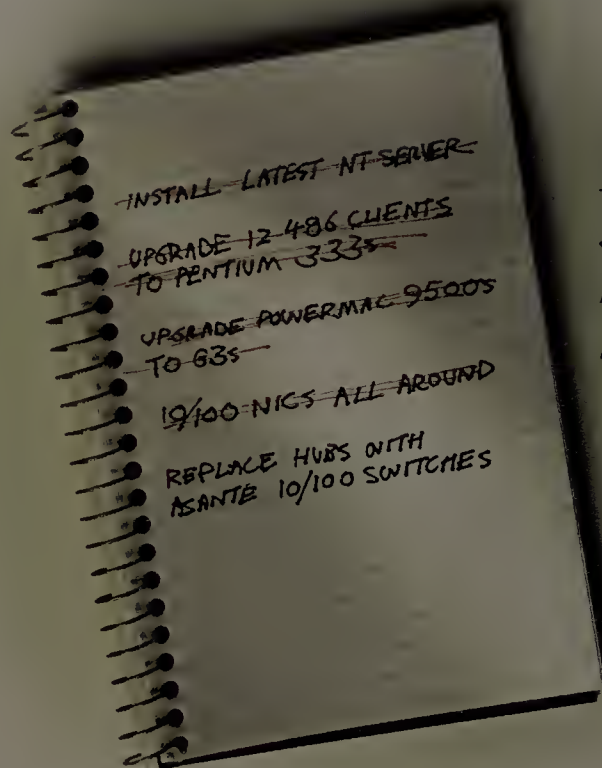 INSTALL LATEST NT SERVER
UPGRADE 12 486 CLIENTS
TO PENTIUM 333s
UPGRADE POWERMAC 9500s
TO G3s
10/100 NICS ALL AROUND
REPLACE HUBS WITH
ASANTÉ 10/100 SWITCHES